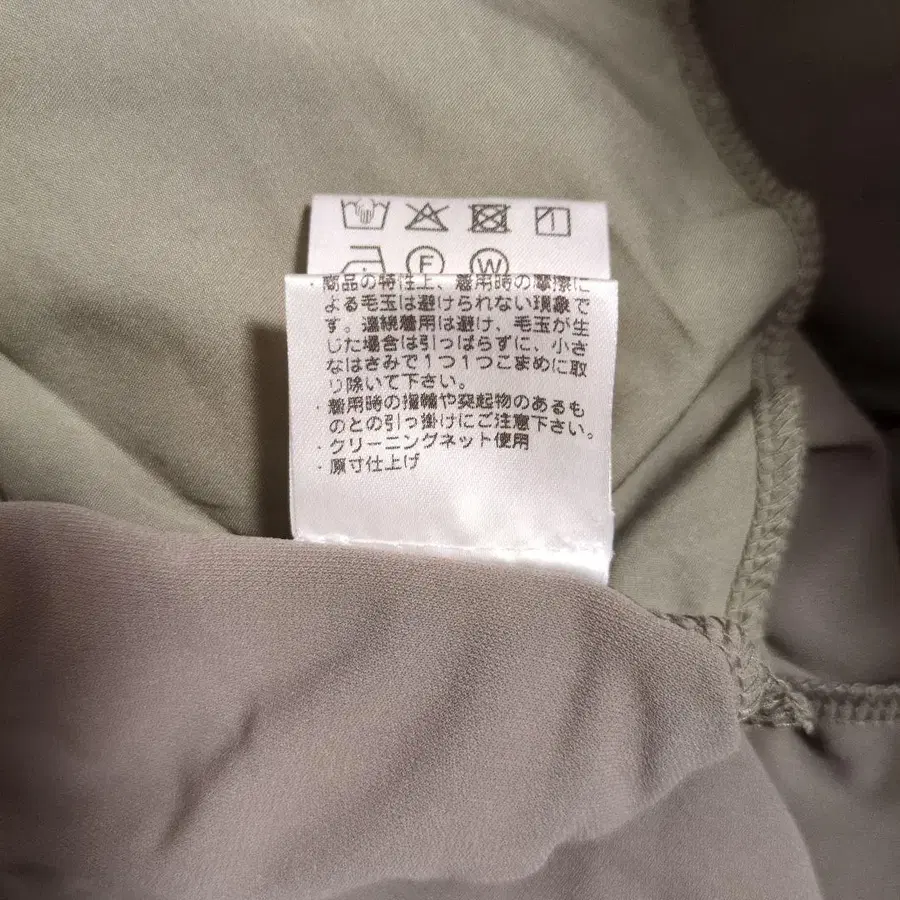 F W
・商品の特性上、着用時の摩擦に
よる毛玉は避けられない現象で
す。連続着用は避け、毛玉が生
じた場合は引っぱらずに、小さ
なはさみで1つ1つこまめに取
り除いて下さい。
・着用時の指輪や突起物のあるも
のとの引っ掛けにご注意下さい。
・クリーニングネット使用
・原寸仕上げ